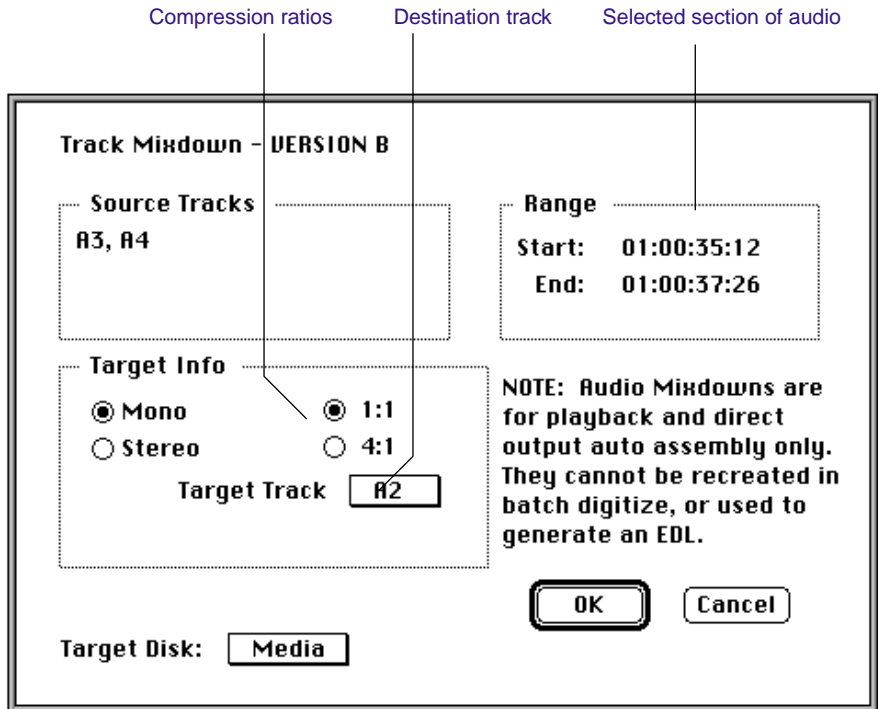 Compression ratios Destination track Selected section of audio
Track Mixdown - VERSION B
Source Tracks
A3, A4
Range
Start: 01:00:35:12
End: 01:00:37:26
Target Info
Mono 1:1
Stereo 4:1
Target Track A2
NOTE: Audio Mixdowns are
for playback and direct
output auto assembly only.
They cannot be recreated in
batch digitize, or used to
generate an EDL.
OK Cancel
Target Disk: Media